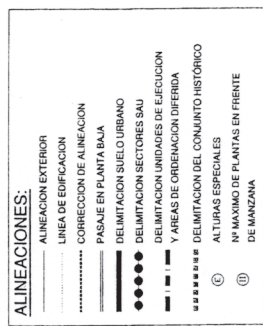 ALINEACIONES:
ALINEACION EXTERIOR
LINEA DE EDIFICACION
CORRECCION DE ALINEACION
PASAJE EN PLANTA BAJA
DELIMITACION SUELO URBANO
DELIMITACION SECTORES SAU
DELIMITACION UNIDADES DE EJECUCION
Y AREAS DE ORDENACION DIFERIDA
DELIMITACION DEL CONJUNTO HISTÓRICO
(E) ALTURAS ESPECIALES
(II) Nº MAXIMO DE PLANTAS EN FRENTE
DE MANZANA